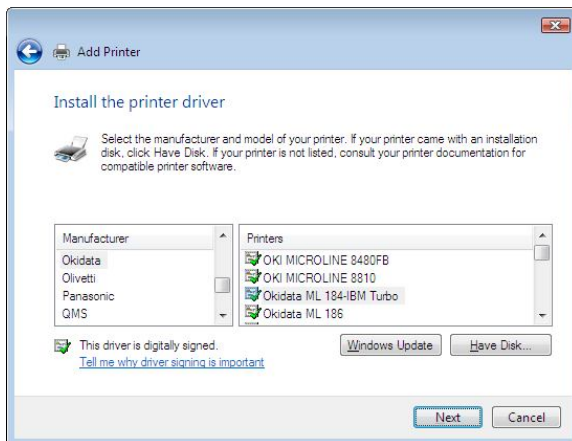 Add Printer
Install the printer driver
Select the manufacturer and model of your printer. If your printer came with an installation
disk, click Have Disk. If your printer is not listed, consult your printer documentation for
compatible printer software.
Manufacturer
Okidata
Olivetti
Panasonic
QMS
Printers
OKI MICROLINE 8480FB
OKI MICROLINE 8810
Okidata ML 184-IBM Turbo
Okidata ML 186
This driver is digitally signed.
Tell me why driver signing is important
Windows Update
Have Disk...
Next
Cancel